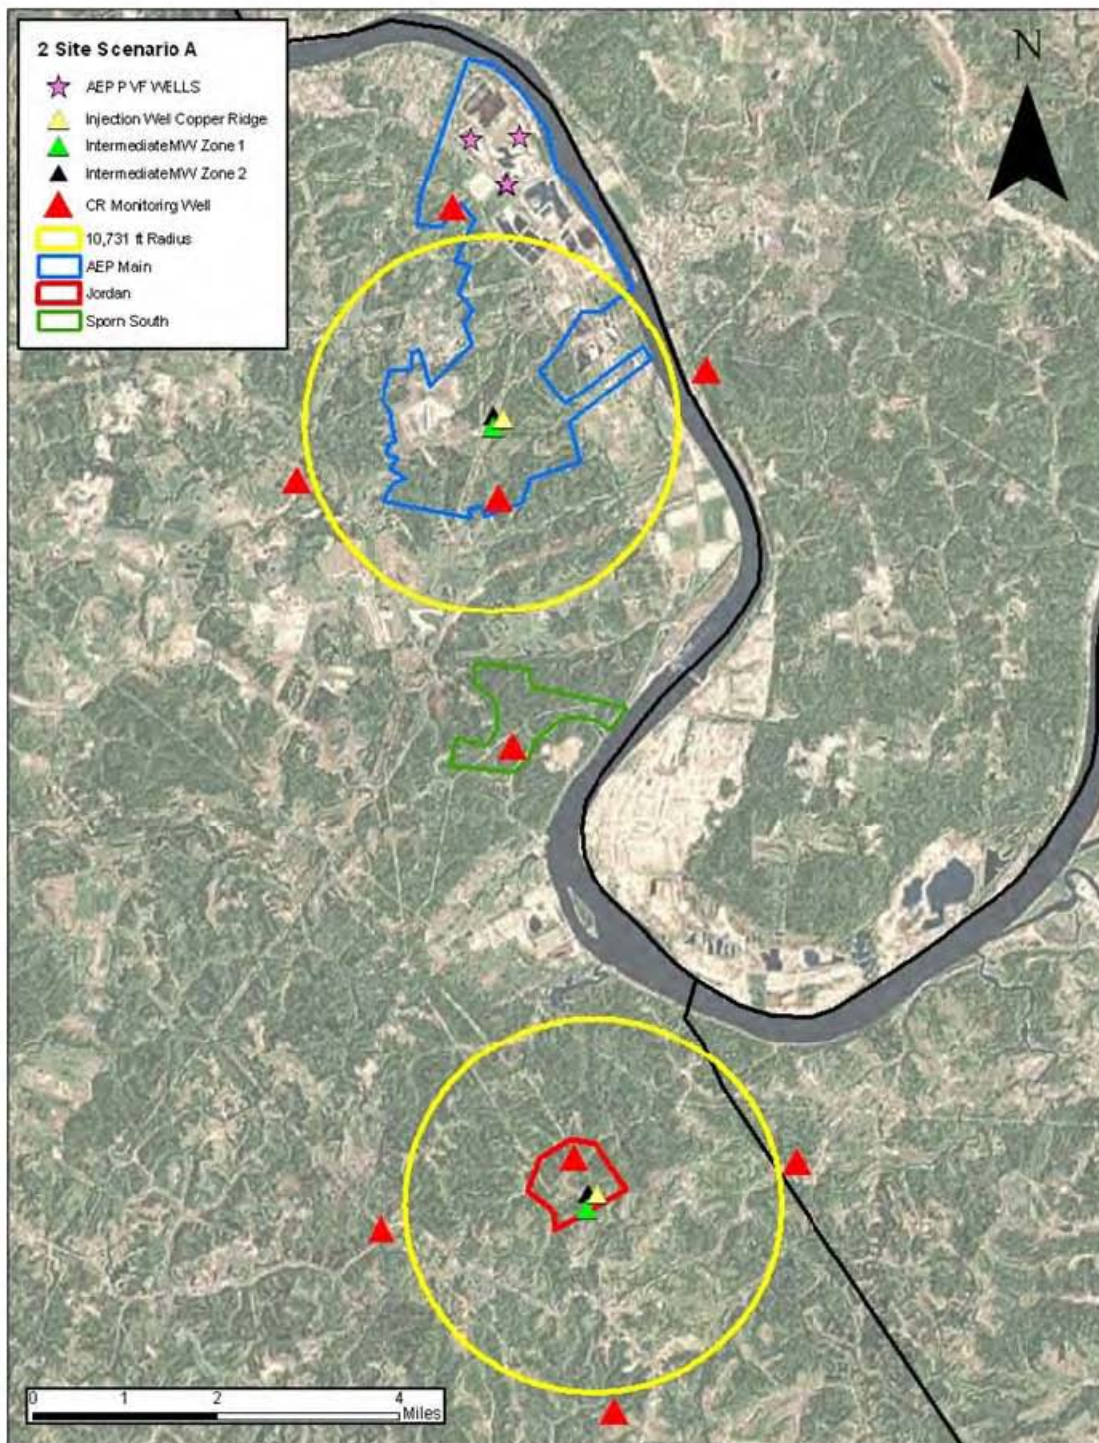 2 Site Scenario A
AEP PVF WELLS
Injection Well Copper Ridge
Intermediate MW Zone 1
Intermediate MW Zone 2
CR Monitoring Well
10,731 ft Radius
AEP Main
Jordan
Sporn South
N
0 1 2 4
Miles